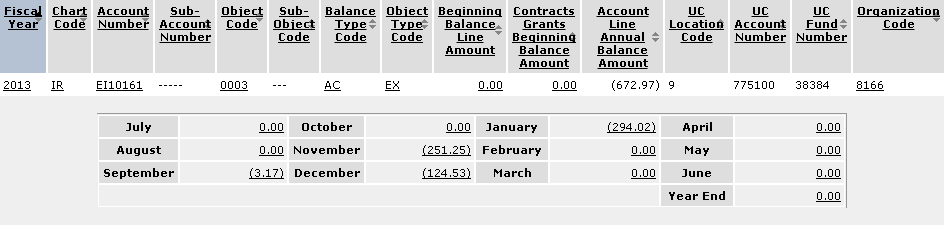 Fiscal Year Chart Code Account Number Sub-Account Number Object Code Sub-Object Code Balance Type Code Object Type Code Beginning Balance Line Amount Contracts Grants Beginning Balance Amount Account Line Annual Balance Amount UC Location Code UC Account Number UC Fund Number Organization Code
2013 IR EI10161 ----- 0003 --- AC EX 0.00 0.00 (672.97) 9 775100 38384 8166
July 0.00 October 0.00 January (294.02) April 0.00
August 0.00 November (251.25) February 0.00 May 0.00
September (3.17) December (124.53) March 0.00 June 0.00
Year End 0.00